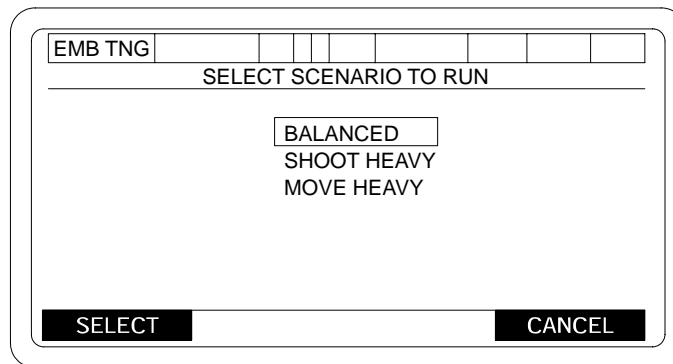 EMB TNG
SELECT SCENARIO TO RUN
BALANCED
SHOOT HEAVY
MOVE HEAVY
SELECT CANCEL